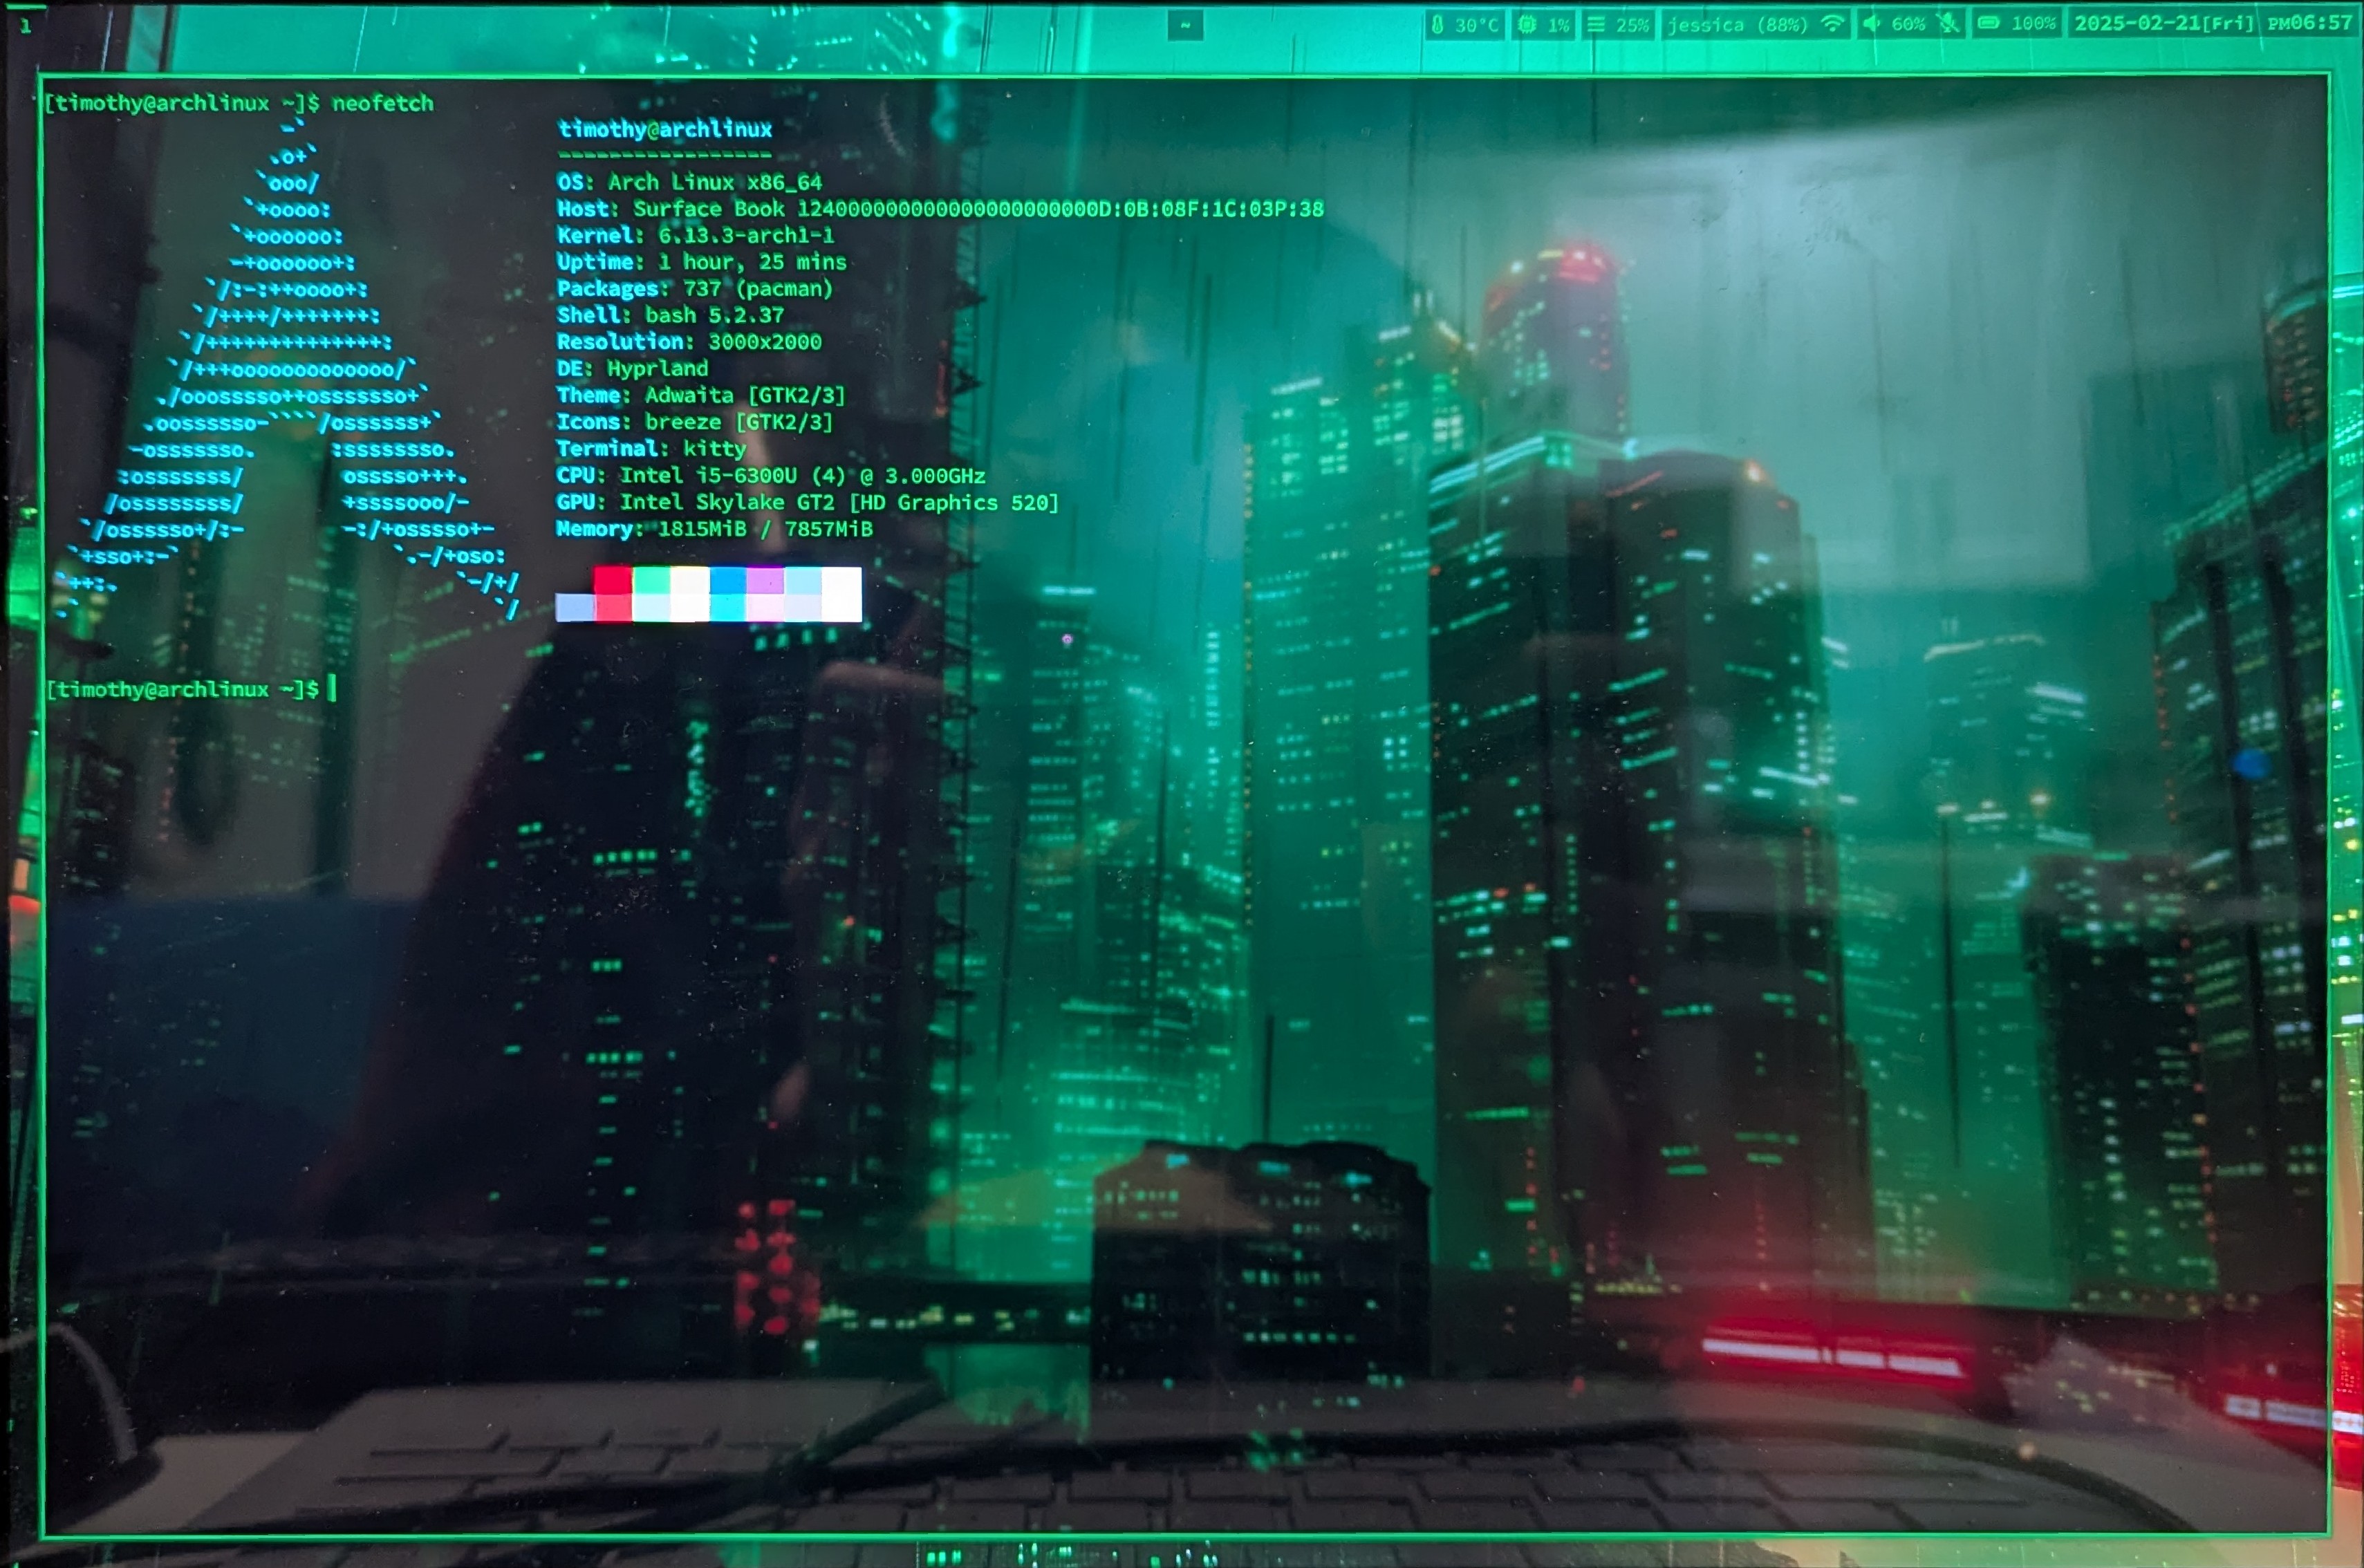 1
~
30°C 1% 25% jessica (88%) 60% 100% 2025-02-21[Fri] PM06:57
[timothy@archlinux ~]$ neofetch
-`
.o+`
`ooo/
`+oooo:
`+oooooo:
-+oooooo+:
`/:-:++oooo+:
`/++++/+++++++:
`/++++++++++++++:
`/+++ooooooooooooo/`
./ooosssso++osssssso+`
.oossssso-````/ossssss+`
-osssssso.      :ssssssso.
:osssssss/        osssso+++.
/ossssssss/        +ssssooo/-
`/ossssso+/:-        -:/+osssso+-
`+sso+:-`                 `.-/+oso:
`++:.                           `-/+/
.`                                 `/
timothy@archlinux
-----------------
OS: Arch Linux x86_64
Host: Surface Book 124000000000000000000000D:0B:08F:1C:03P:38
Kernel: 6.13.3-arch1-1
Uptime: 1 hour, 25 mins
Packages: 737 (pacman)
Shell: bash 5.2.37
Resolution: 3000x2000
DE: Hyprland
Theme: Adwaita [GTK2/3]
Icons: breeze [GTK2/3]
Terminal: kitty
CPU: Intel i5-6300U (4) @ 3.000GHz
GPU: Intel Skylake GT2 [HD Graphics 520]
Memory: 1815MiB / 7857MiB
[timothy@archlinux ~]$